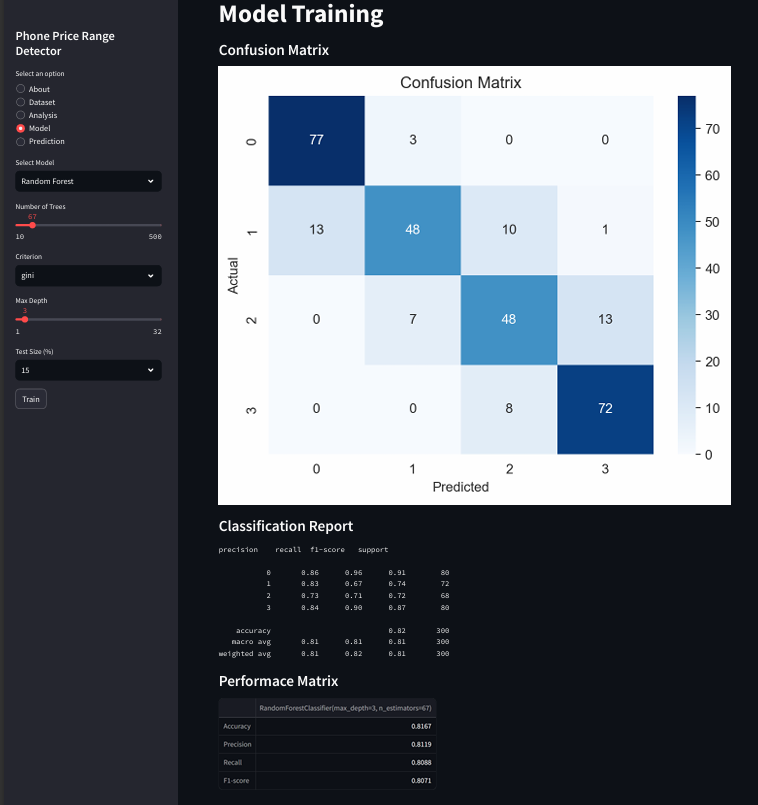 Phone Price Range
Detector
Select an option
About
Dataset
Analysis
Model
Prediction
Select Model
Random Forest
Number of Trees
67
10 500
Criterion
gini
Max Depth
3
1 32
Test Size (%)
15
Train
Model Training
Confusion Matrix
Confusion Matrix
Actual
0 77 3 0 0
1 13 48 10 1
2 0 7 48 13
3 0 0 8 72
0 1 2 3
Predicted
70
60
50
40
30
20
10
0
Classification Report
precision recall f1-score support
0 0.86 0.96 0.91 80
1 0.83 0.67 0.74 72
2 0.73 0.71 0.72 68
3 0.84 0.90 0.87 80
accuracy 0.82 300
macro avg 0.81 0.81 0.81 300
weighted avg 0.81 0.82 0.81 300
Performace Matrix
RandomForestClassifier(max_depth=3, n_estimators=67)
Accuracy 0.8167
Precision 0.8119
Recall 0.8088
F1-score 0.8071